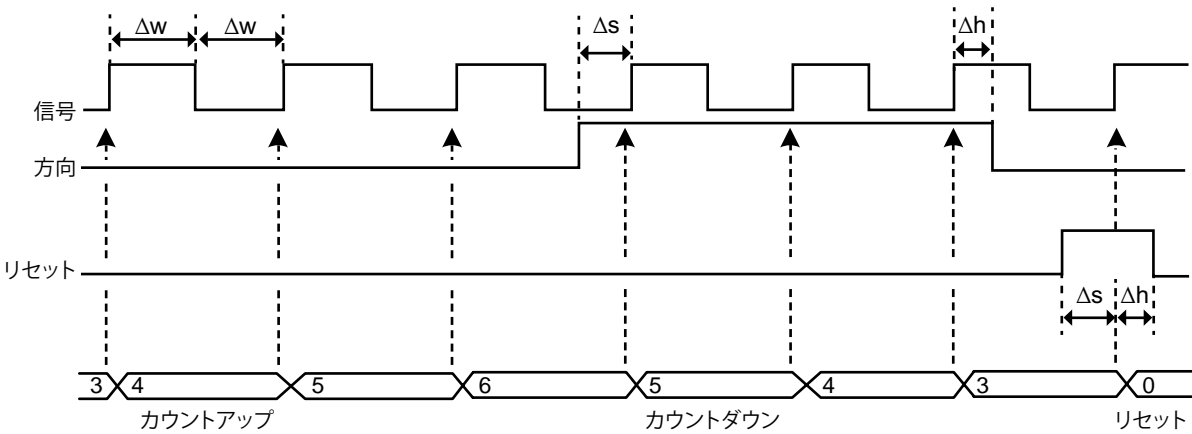 Δw Δw Δs Δh
信号
方向
リセット
Δs Δh
3 4 5 6 5 4 3 0
カウントアップ カウントダウン リセット